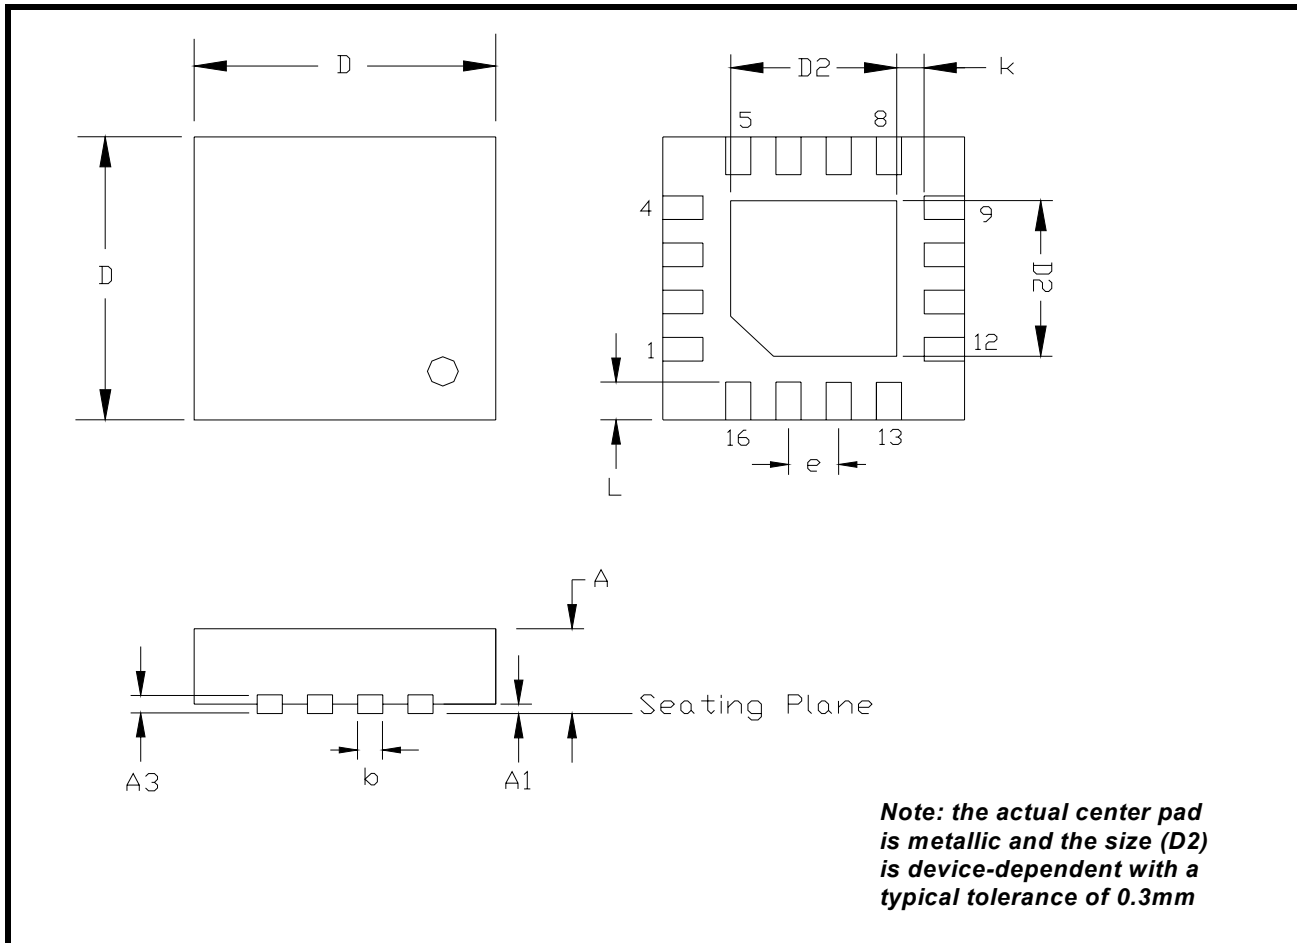 D
D2
k
5
8
4
9
D
D2
1
12
16
13
e
L
A
Seating Plane
A3
b
A1
Note: the actual center pad
is metallic and the size (D2)
is device-dependent with a
typical tolerance of 0.3mm